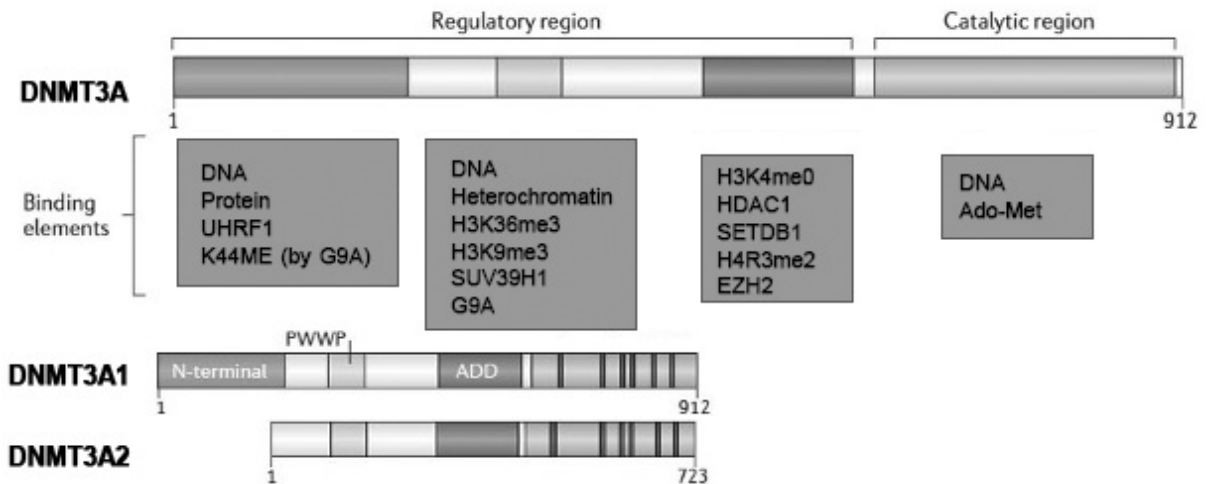 Regulatory region
Catalytic region
DNMT3A
1
912
Binding
elements
DNA
Protein
UHRF1
K44ME (by G9A)
DNA
Heterochromatin
H3K36me3
H3K9me3
SUV39H1
G9A
H3K4me0
HDAC1
SETDB1
H4R3me2
EZH2
DNA
Ado-Met
PWWP
DNMT3A1
N-terminal
ADD
1
912
DNMT3A2
1
723